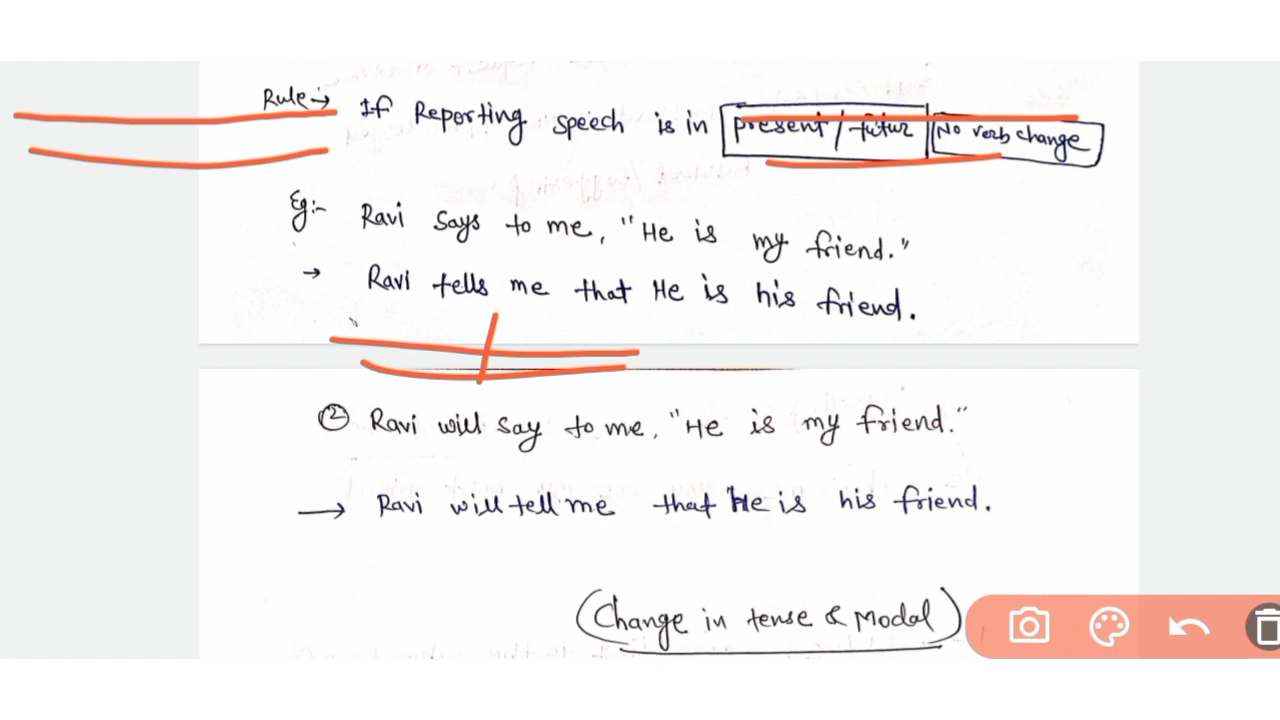 Rule→ If Reporting speech is in present / futur No verb change
Eg:- Ravi says to me, "He is my friend."
→ Ravi tells me that He is his friend.
② Ravi will say to me, "He is my friend."
→ Ravi will tell me that He is his friend.
(Change in tense & Modal)